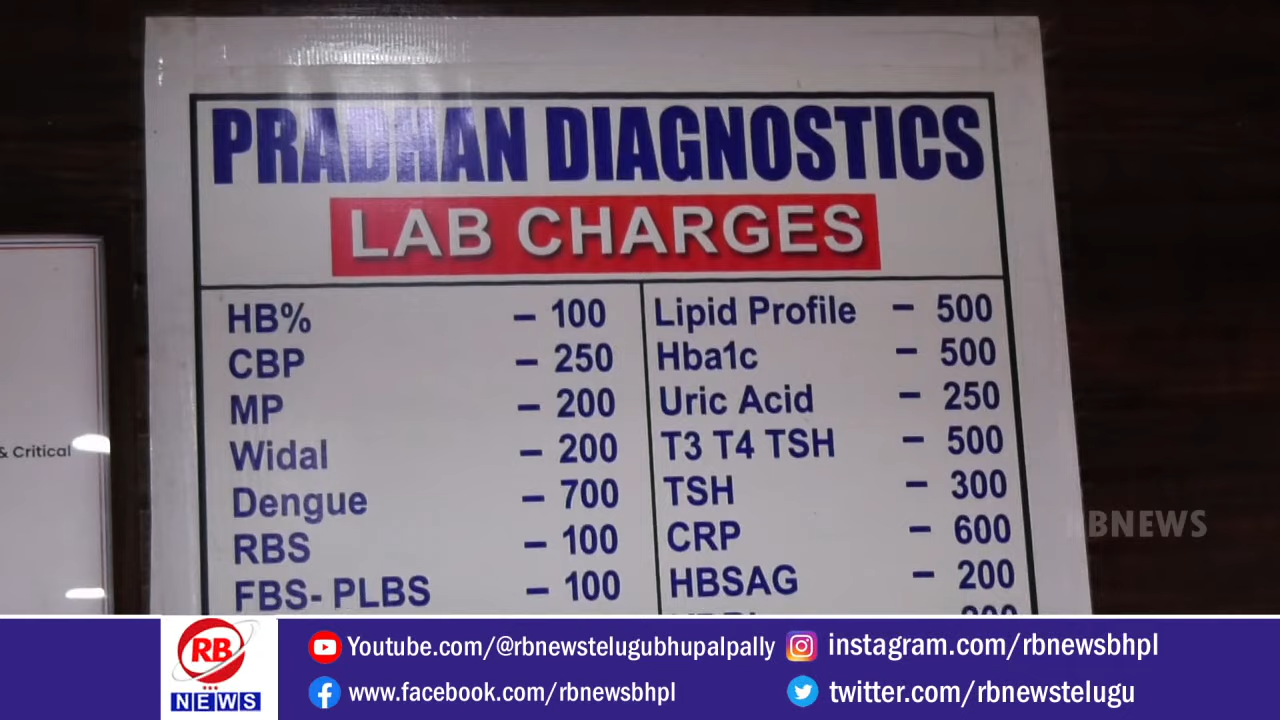 PRADHAN DIAGNOSTICS
LAB CHARGES
HB% - 100
CBP - 250
MP - 200
Widal - 200
Dengue - 700
RBS - 100
FBS- PLBS - 100
Lipid Profile - 500
Hba1c - 500
Uric Acid - 250
T3 T4 TSH - 500
TSH - 300
CRP - 600
HBSAG - 200
& Critical
RBNEWS
RB
NEWS
Youtube.com/@rbnewstelugubhupalpally
instagram.com/rbnewsbhpl
www.facebook.com/rbnewsbhpl
twitter.com/rbnewstelugu